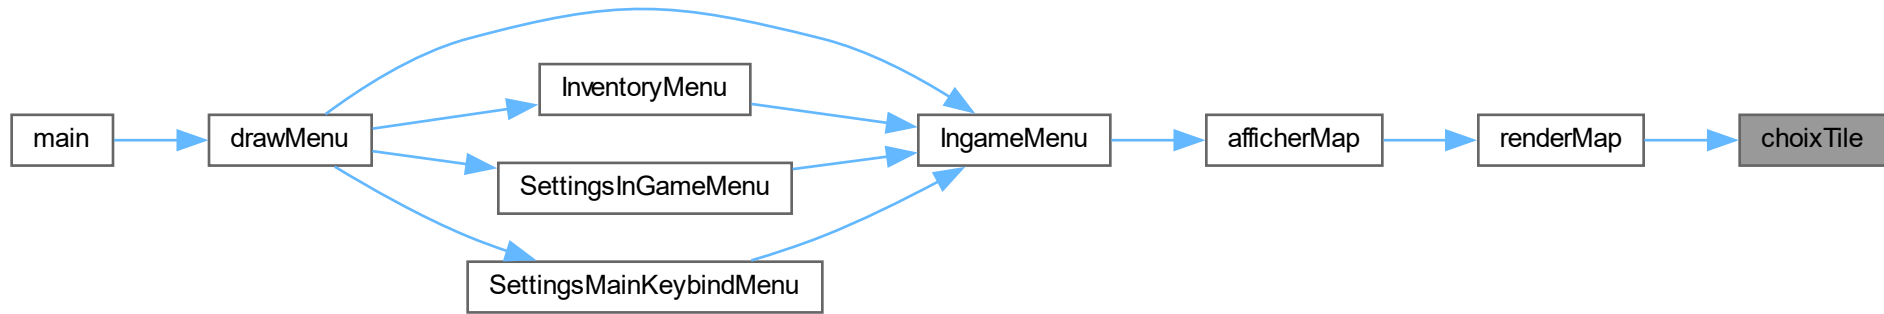 main
drawMenu
InventoryMenu
SettingsInGameMenu
SettingsMainKeybindMenu
IngameMenu
afficherMap
renderMap
choixTile